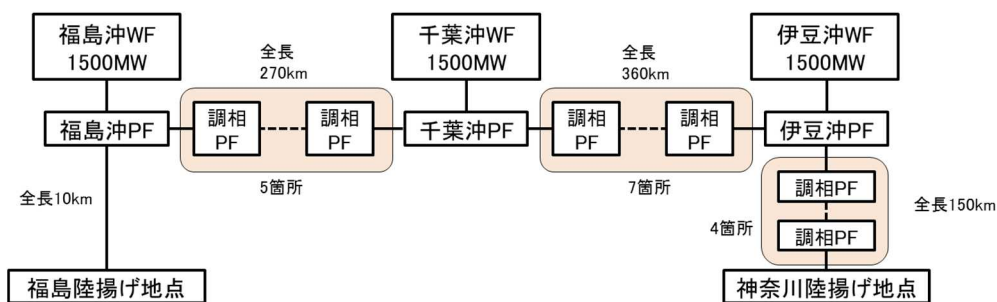 福島沖WF
1500MW
千葉沖WF
1500MW
伊豆沖WF
1500MW
全長
270km
全長
360km
福島沖PF
調相
PF
調相
PF
千葉沖PF
調相
PF
調相
PF
伊豆沖PF
5箇所
7箇所
全長10km
調相PF
調相PF
4箇所
全長150km
福島陸揚げ地点
神奈川陸揚げ地点